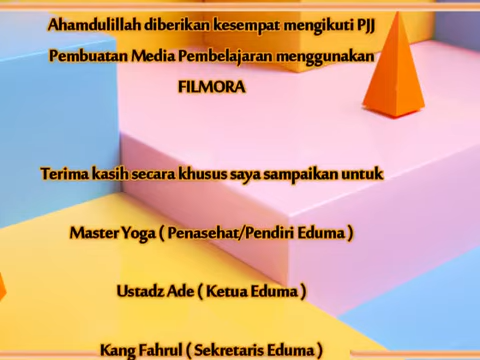 Ahamdulillah diberikan kesempat mengikuti PJJ
Pembuatan Media Pembelajaran menggunakan
FILMORA
Terima kasih secara khusus saya sampaikan untuk
Master Yoga ( Penasehat/Pendiri Eduma )
Ustadz Ade ( Ketua Eduma )
Kang Fahrul ( Sekretaris Eduma )